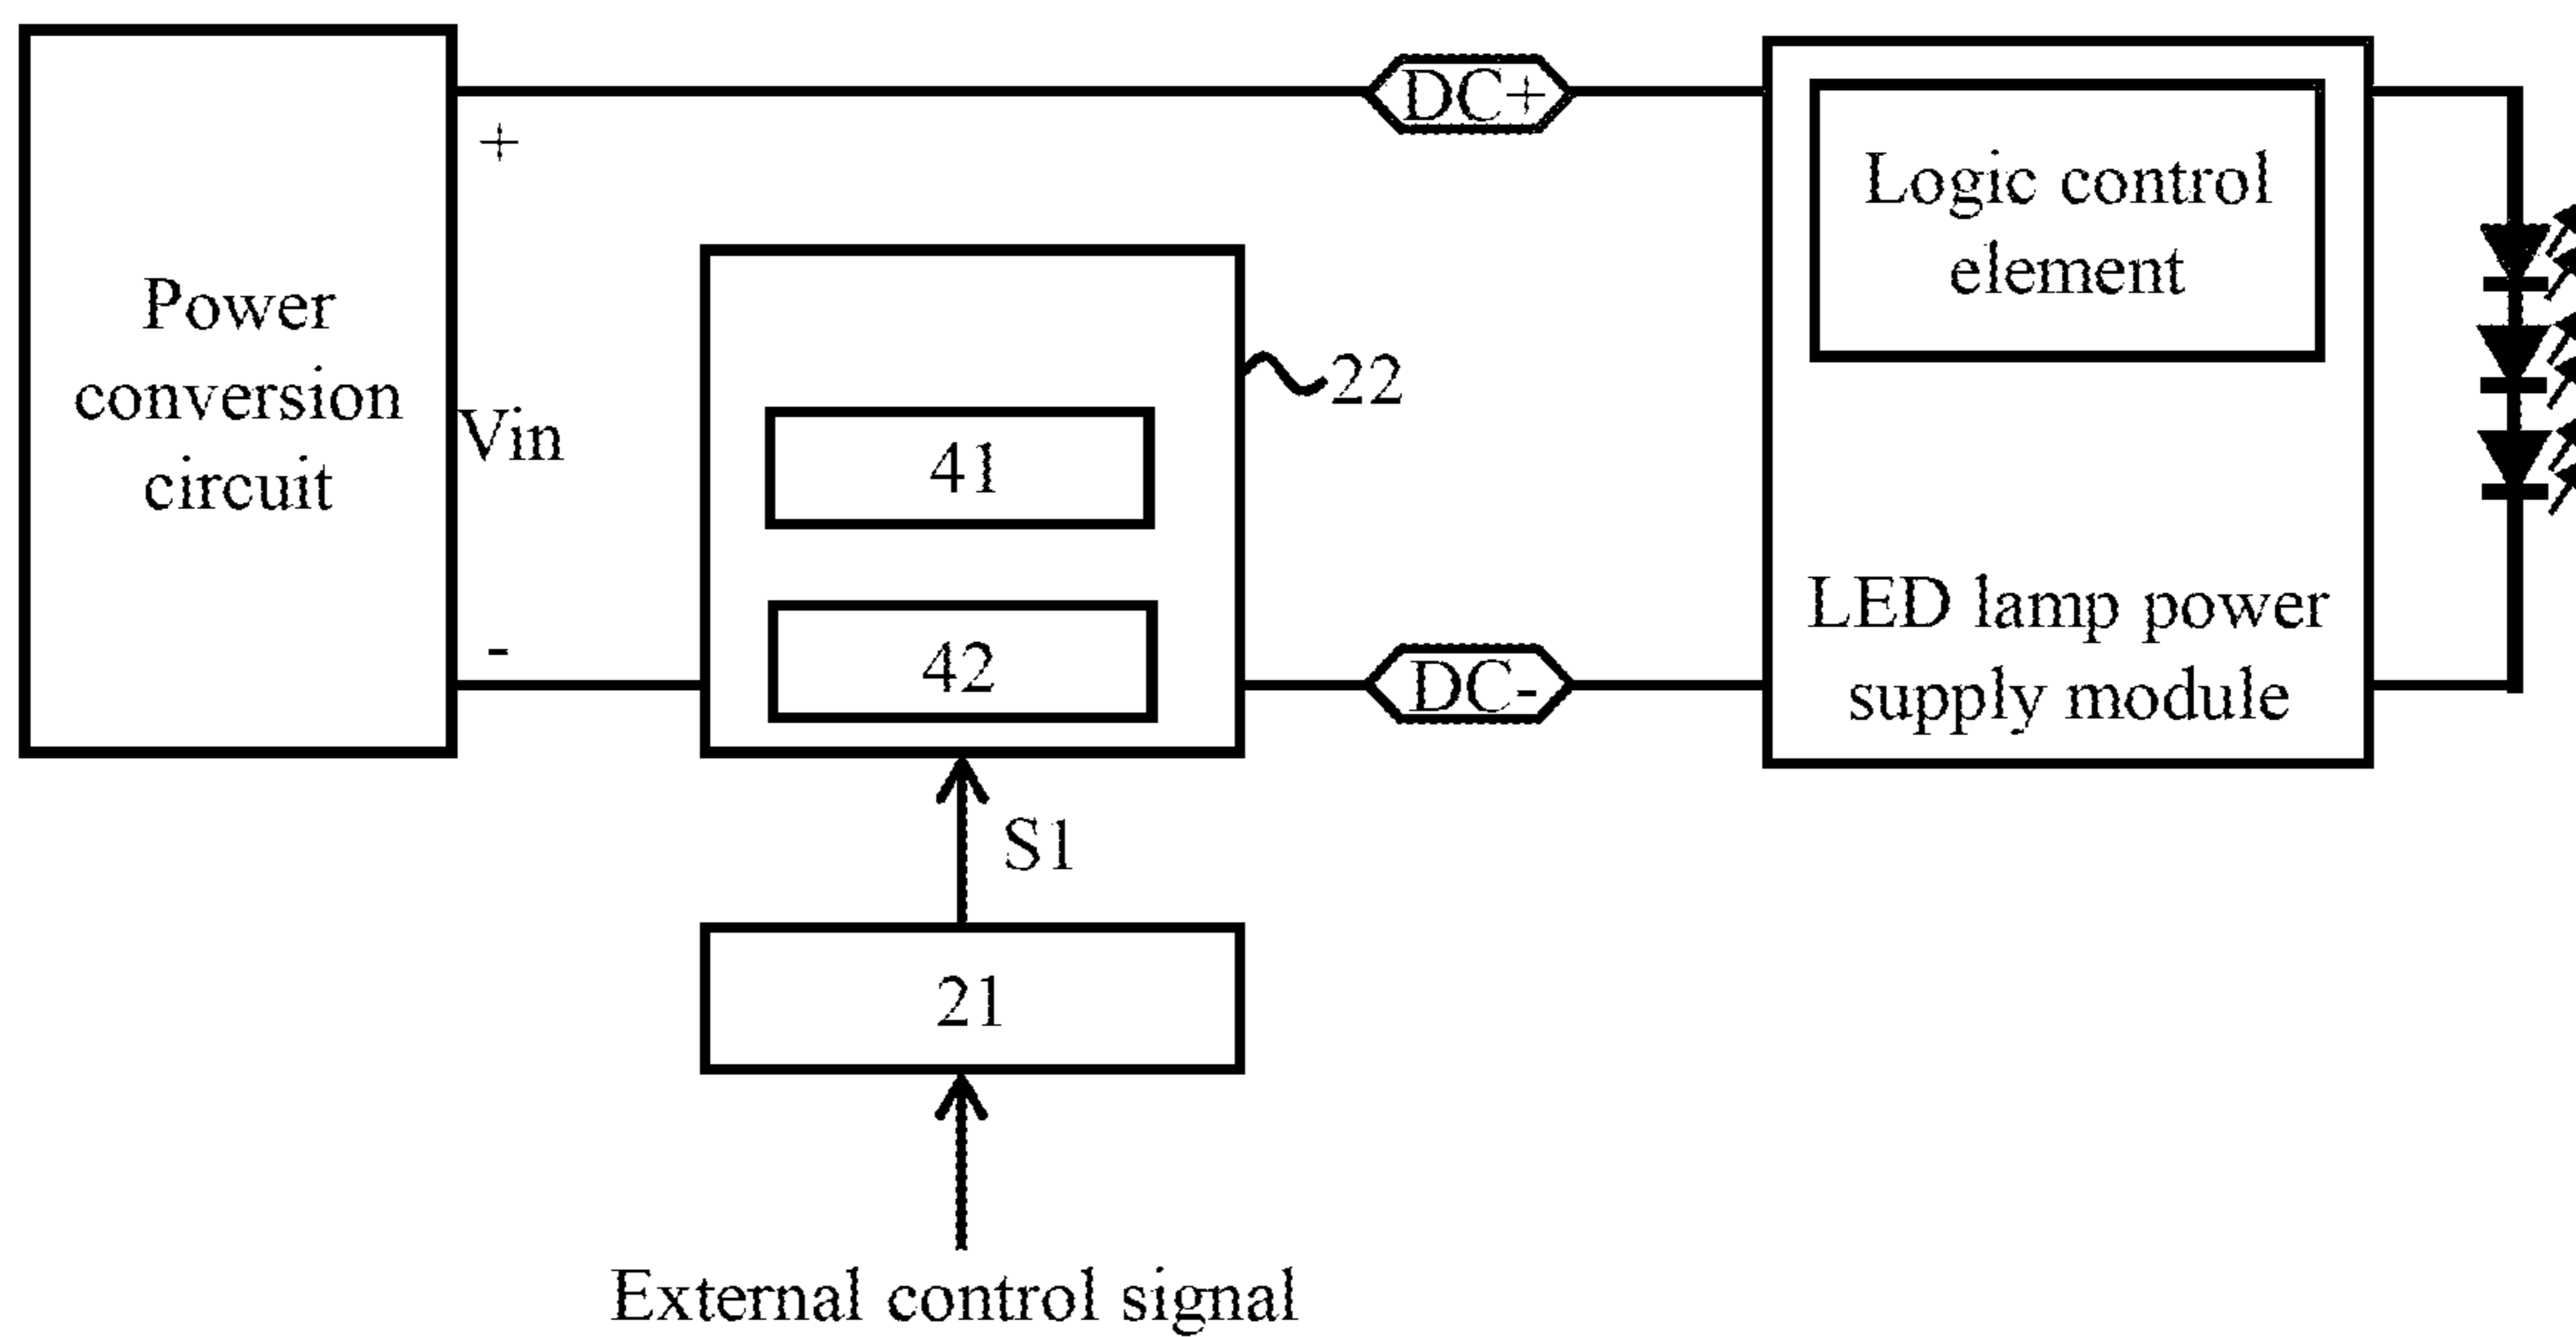 Power
conversion
circuit
+
Vin
-
DC+
DC-
22
41
42
S1
21
External control signal
Logic control
element
LED lamp power
supply module